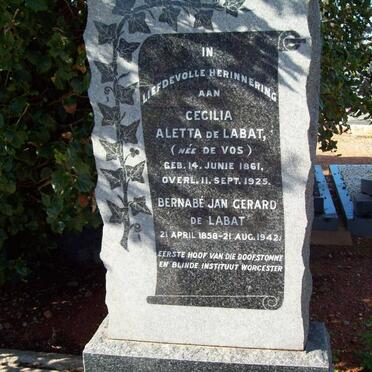 IN
LIEFDEVOLLE HERINNERING
AAN
CECILIA
ALETTA DE LABAT,
(NÉE DE VOS)
GEB. 14. JUNIE 1861,
OVERL. 11. SEPT. 1925.
BERNABÉ JAN GERARD
DE LABAT
21 APRIL 1858-21 AUG. 1942.
EERSTE HOOF VAN DIE DOOFSTOMME
EN BLINDE INSTITUUT WORCESTER